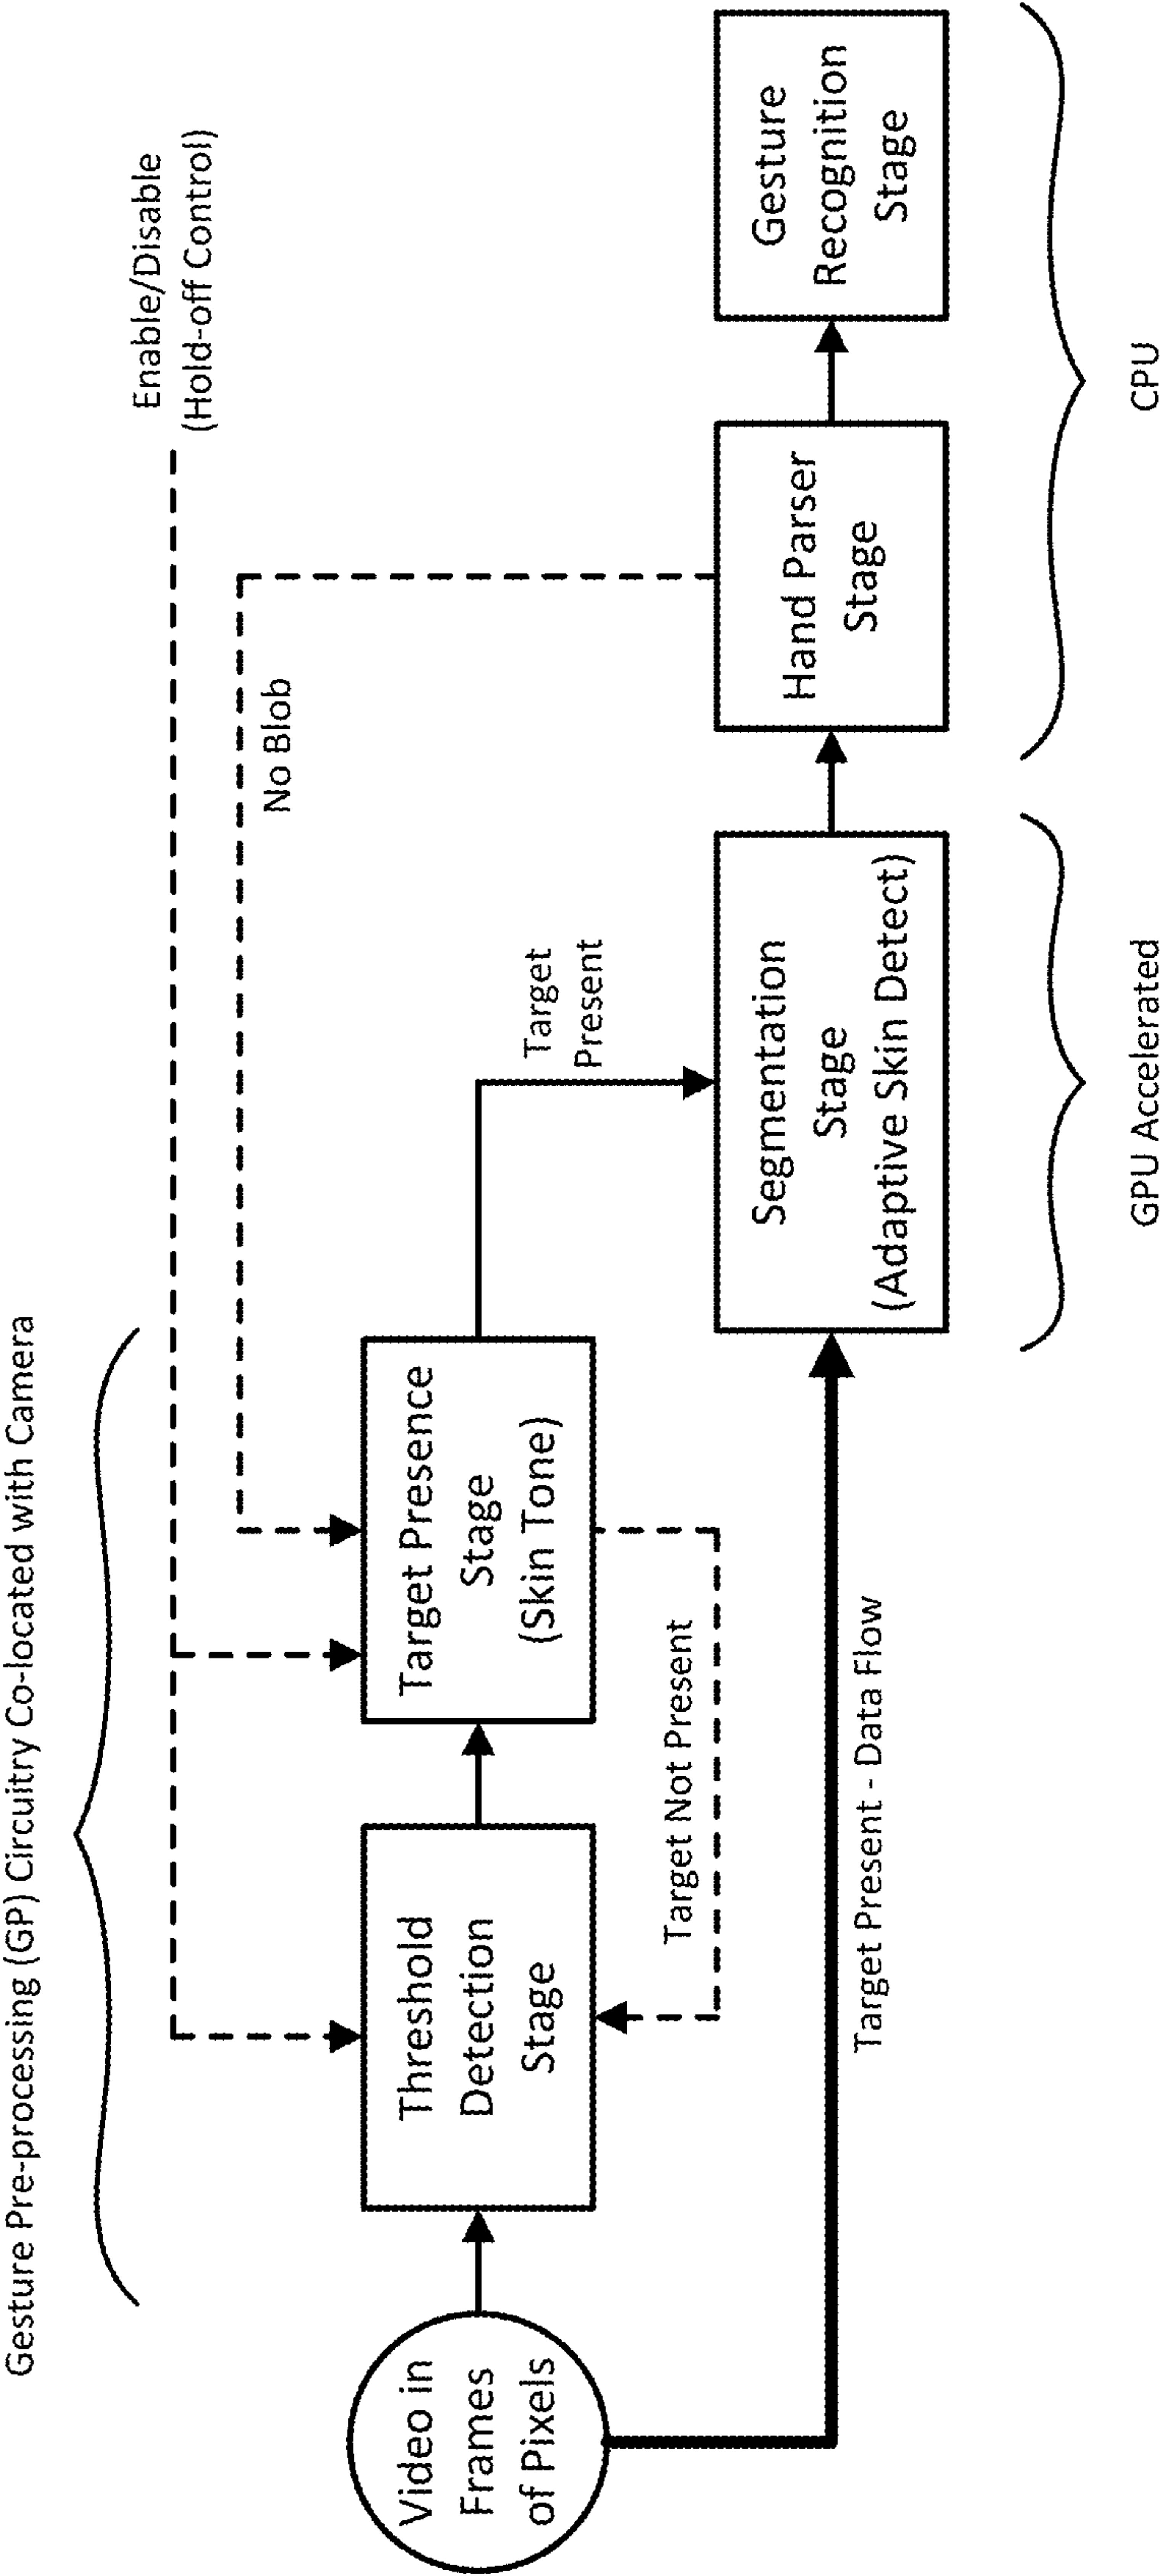 Gesture Pre-processing (GP) Circuitry Co-located with Camera
Enable/Disable
(Hold-off Control)
No Blob
Video in
Frames
of Pixels
Threshold
Detection
Stage
Target Presence
Stage
(Skin Tone)
Target
Present
Target Not Present
Segmentation
Stage
(Adaptive Skin Detect)
Hand Parser
Stage
Gesture
Recognition
Stage
Target Present - Data Flow
GPU Accelerated
CPU